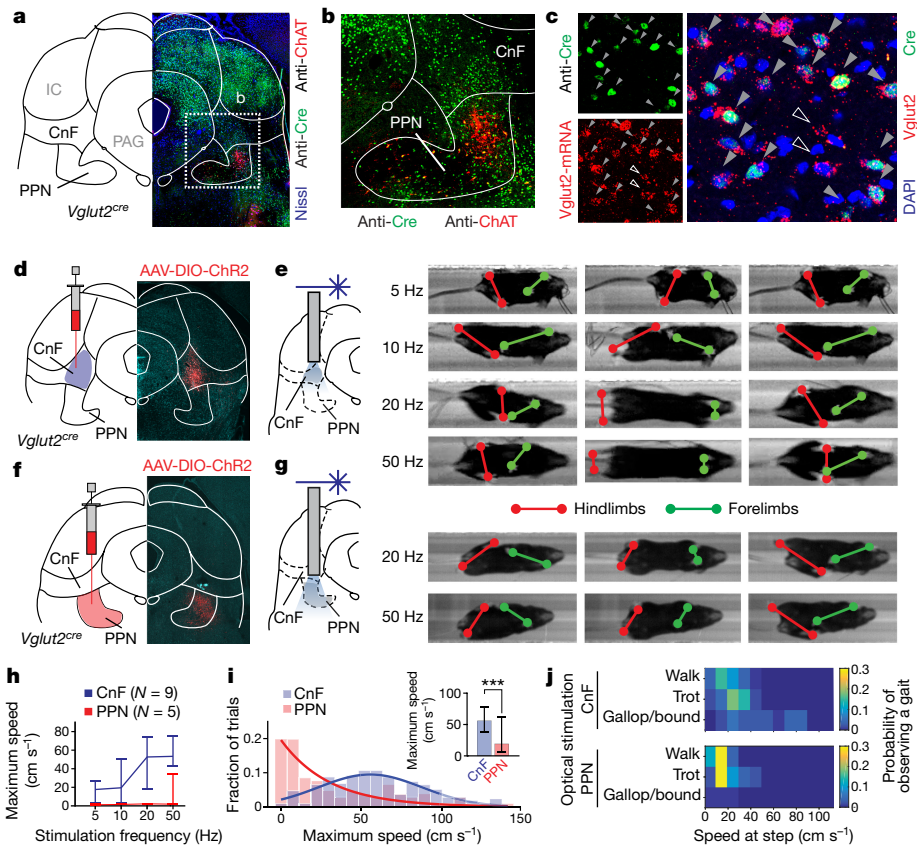 a
IC
CnF
PAG
PPN
Vglut2cre
b
Nissl Anti-Cre Anti-ChAT
b
CnF
PPN
Anti-Cre Anti-ChAT
c
Anti-Cre
Vglut2-mRNA
DAPI Vglut2 Cre
d
AAV-DIO-ChR2
CnF
Vglut2cre
PPN
e
CnF
PPN
5 Hz
10 Hz
20 Hz
50 Hz
Hindlimbs Forelimbs
f
AAV-DIO-ChR2
CnF
Vglut2cre
PPN
g
CnF
PPN
20 Hz
50 Hz
h
CnF (N = 9)
PPN (N = 5)
Maximum speed
(cm s−1)
80
60
40
20
0
5 10 20 50
Stimulation frequency (Hz)
i
CnF
PPN
Fraction of trials
0.2
0.1
0
0 50 100 150
Maximum speed (cm s−1)
Maximum
speed
(cm s−1)
100
50
0
***
CnF
PPN
j
Optical stimulation
CnF
Walk
Trot
Gallop/bound
PPN
Walk
Trot
Gallop/bound
0 20 40 60 80 100
Speed at step (cm s−1)
0.3
0.2
0.1
0
0.3
0.2
0.1
0
Probability of
observing a gait